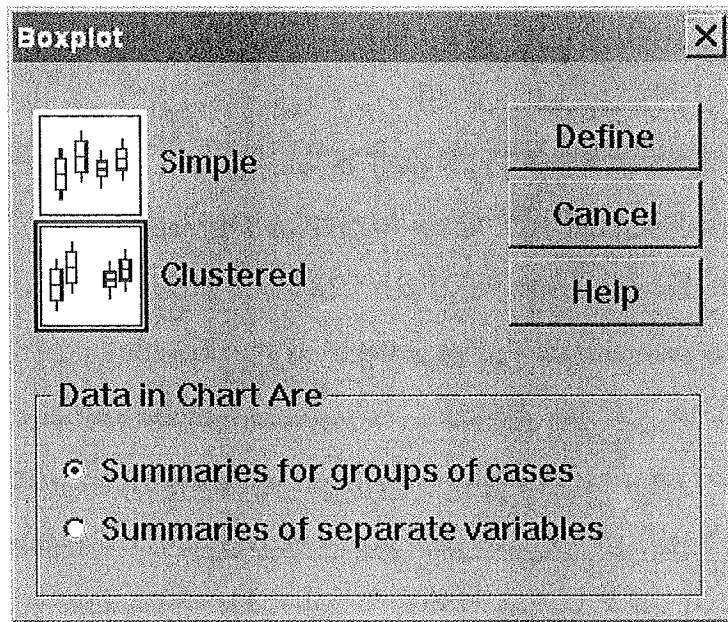 Boxplot
Simple
Define
Cancel
Clustered
Help
Data in Chart Are
Summaries for groups of cases
Summaries of separate variables